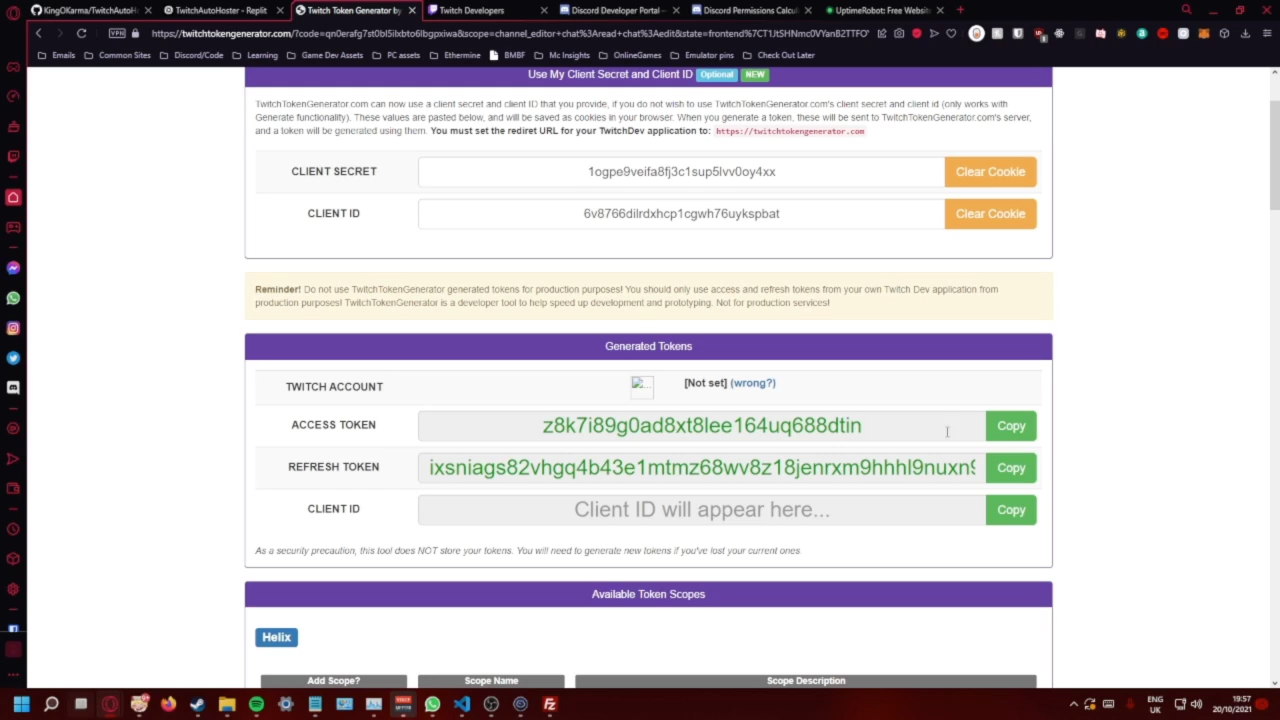 KingOKarma/TwitchAutoHo
TwitchAutoHoster - Replit
Twitch Token Generator by
Twitch Developers
Discord Developer Portal —
Discord Permissions Calcul
UptimeRobot: Free Websit
VPN
Emails
Common Sites
Discord/Code
Learning
Game Dev Assets
PC assets
Ethermine
BMBF
Mc Insights
OnlineGames
Emulator pins
Check Out Later
Use My Client Secret and Client ID Optional NEW
TwitchTokenGenerator.com can now use a client secret and client ID that you provide, if you do not wish to use TwitchTokenGenerator.com's client secret and client id (only works with
Generate functionality). These values are pasted below, and will be saved as cookies in your browser. When you generate a token, these will be sent to TwitchTokenGenerator.com's server,
and a token will be generated using them. You must set the rediret URL for your TwitchDev application to: https://twitchtokengenerator.com
CLIENT SECRET
1ogpe9veifa8fj3c1sup5lvv0oy4xx
Clear Cookie
CLIENT ID
6v8766dilrdxhcp1cgwh76uykspbat
Clear Cookie
Reminder! Do not use TwitchTokenGenerator generated tokens for production purposes! You should only use access and refresh tokens from your own Twitch Dev application from
production purposes! TwitchTokenGenerator is a developer tool to help speed up development and prototyping. Not for production services!
Generated Tokens
TWITCH ACCOUNT
[Not set] (wrong?)
ACCESS TOKEN
z8k7i89g0ad8xt8lee164uq688dtin
Copy
REFRESH TOKEN
ixsniags82vhgq4b43e1mtmz68wv8z18jenrxm9hhhl9nuxn9
Copy
CLIENT ID
Client ID will appear here...
Copy
As a security precaution, this tool does NOT store your tokens. You will need to generate new tokens if you've lost your current ones.
Available Token Scopes
Helix
Add Scope?
Scope Name
Scope Description
ENG
UK
19:57
20/10/2021